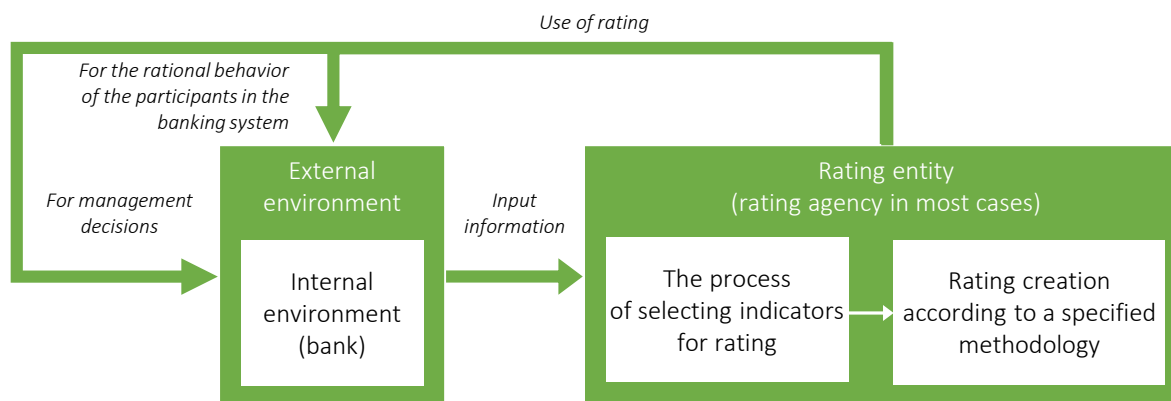 Use of rating
For the rational behavior
of the participants in the
banking system
External
environment
Rating entity
(rating agency in most cases)
For management
decisions
Input
information
Internal
environment
(bank)
The process
of selecting indicators
for rating
Rating creation
according to a specified
methodology